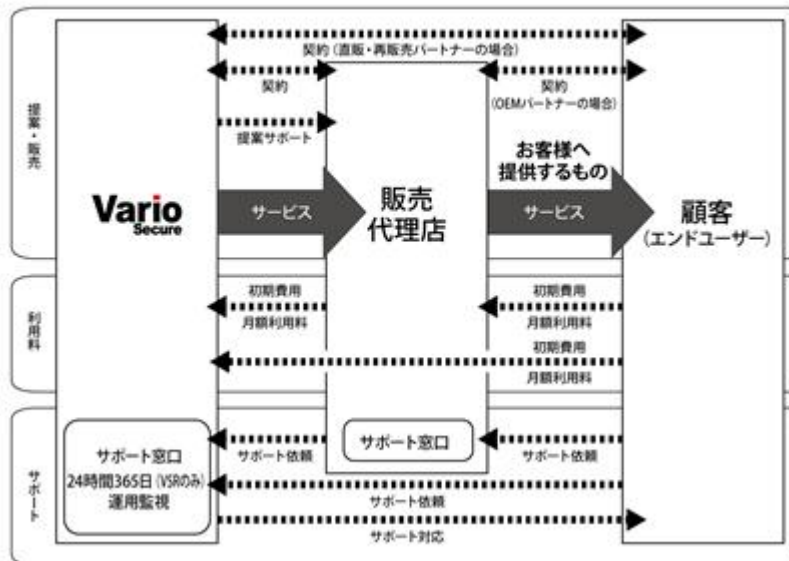 契約（直販・再販売パートナーの場合）
契約
契約
（OEMパートナーの場合）
提案サポート
提案・販売
Vario
Secure
サービス
販売
代理店
お客様へ
提供するもの
サービス
顧客
（エンドユーザー）
利用料
初期費用
月額利用料
初期費用
月額利用料
初期費用
月額利用料
サポート
サポート窓口
24時間365日（VSRのみ）
運用監視
サポート依頼
サポート窓口
サポート依頼
サポート依頼
サポート対応